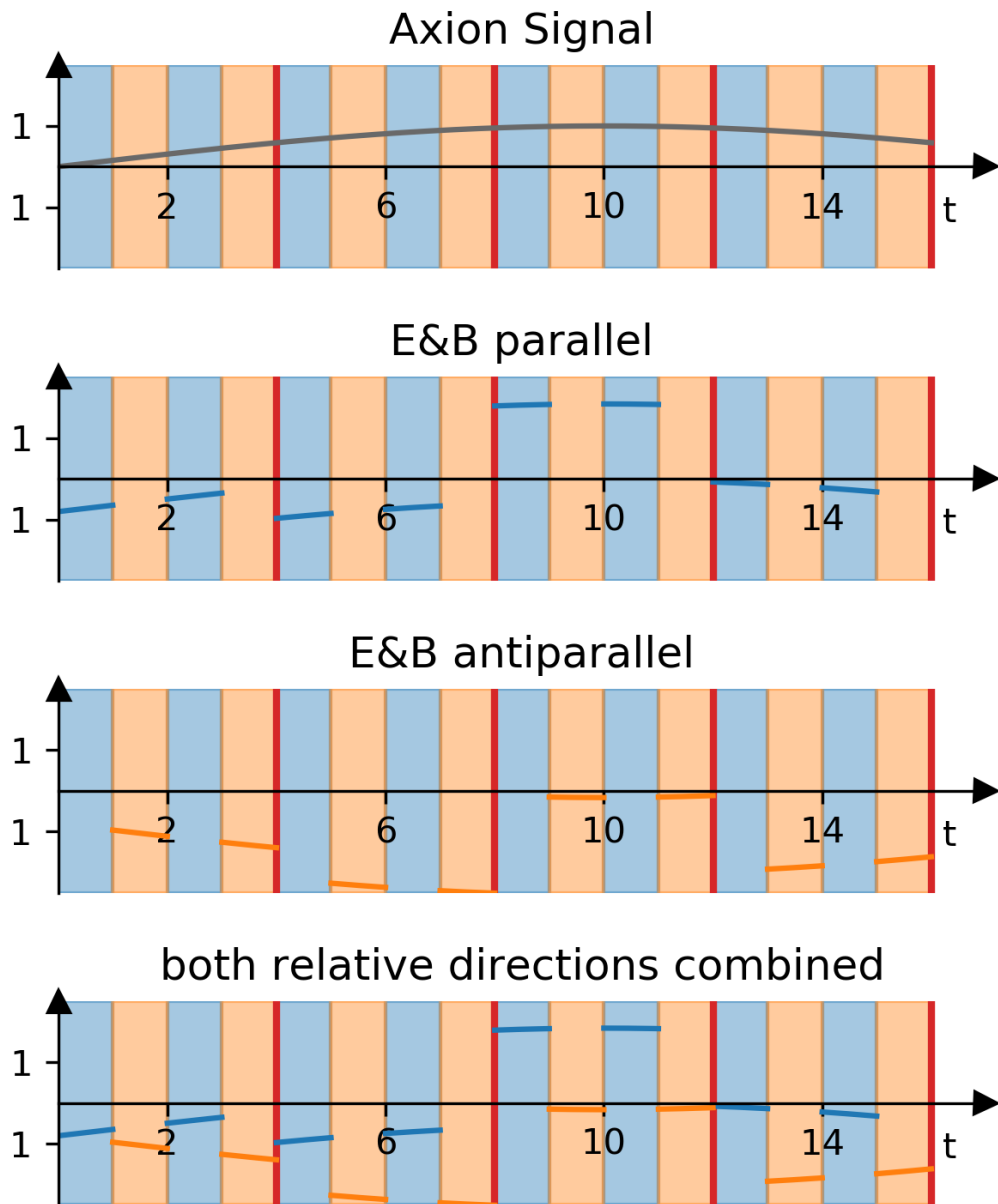 Axion Signal
1
1
2 6 10 14 t
E&B parallel
1
1
2 6 10 14 t
E&B antiparallel
1
1
2 6 10 14 t
both relative directions combined
1
1
2 6 10 14 t